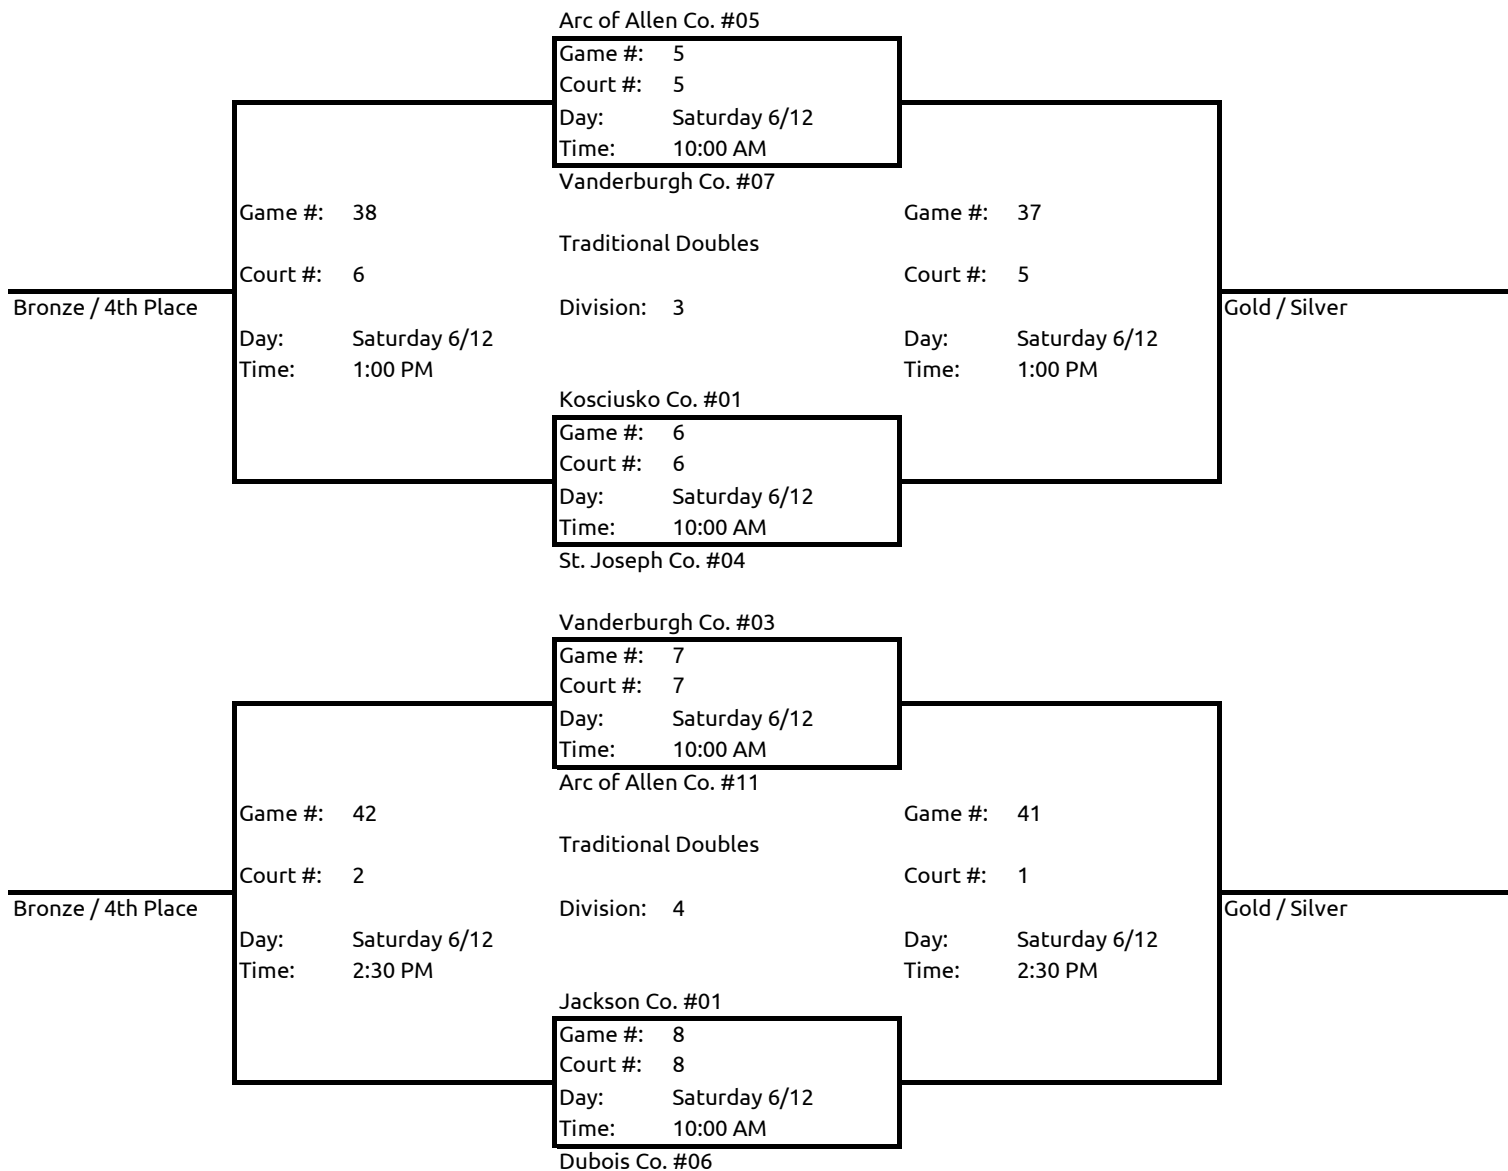 Arc of Allen Co. #05
Game #: 5
Court #: 5
Day: Saturday 6/12
Time: 10:00 AM
Vanderburgh Co. #07
Game #: 38 Game #: 37
Traditional Doubles
Court #: 6 Court #: 5
Bronze / 4th Place Division: 3 Gold / Silver
Day: Saturday 6/12 Day: Saturday 6/12
Time: 1:00 PM Time: 1:00 PM
Kosciusko Co. #01
Game #: 6
Court #: 6
Day: Saturday 6/12
Time: 10:00 AM
St. Joseph Co. #04
Vanderburgh Co. #03
Game #: 7
Court #: 7
Day: Saturday 6/12
Time: 10:00 AM
Arc of Allen Co. #11
Game #: 42 Game #: 41
Traditional Doubles
Court #: 2 Court #: 1
Bronze / 4th Place Division: 4 Gold / Silver
Day: Saturday 6/12 Day: Saturday 6/12
Time: 2:30 PM Time: 2:30 PM
Jackson Co. #01
Game #: 8
Court #: 8
Day: Saturday 6/12
Time: 10:00 AM
Dubois Co. #06